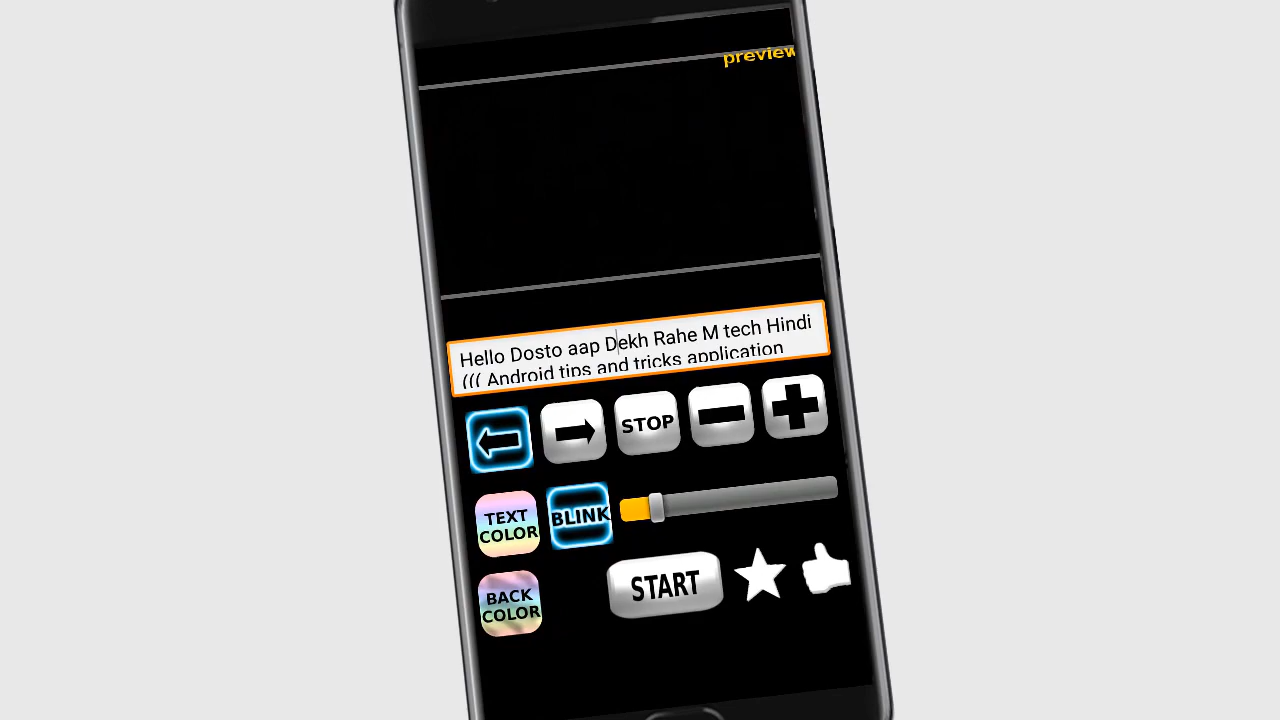 preview
Hello Dosto aap Dekh Rahe M tech Hindi
((( Android tips and tricks application
STOP
TEXT
COLOR
BLINK
BACK
COLOR
START